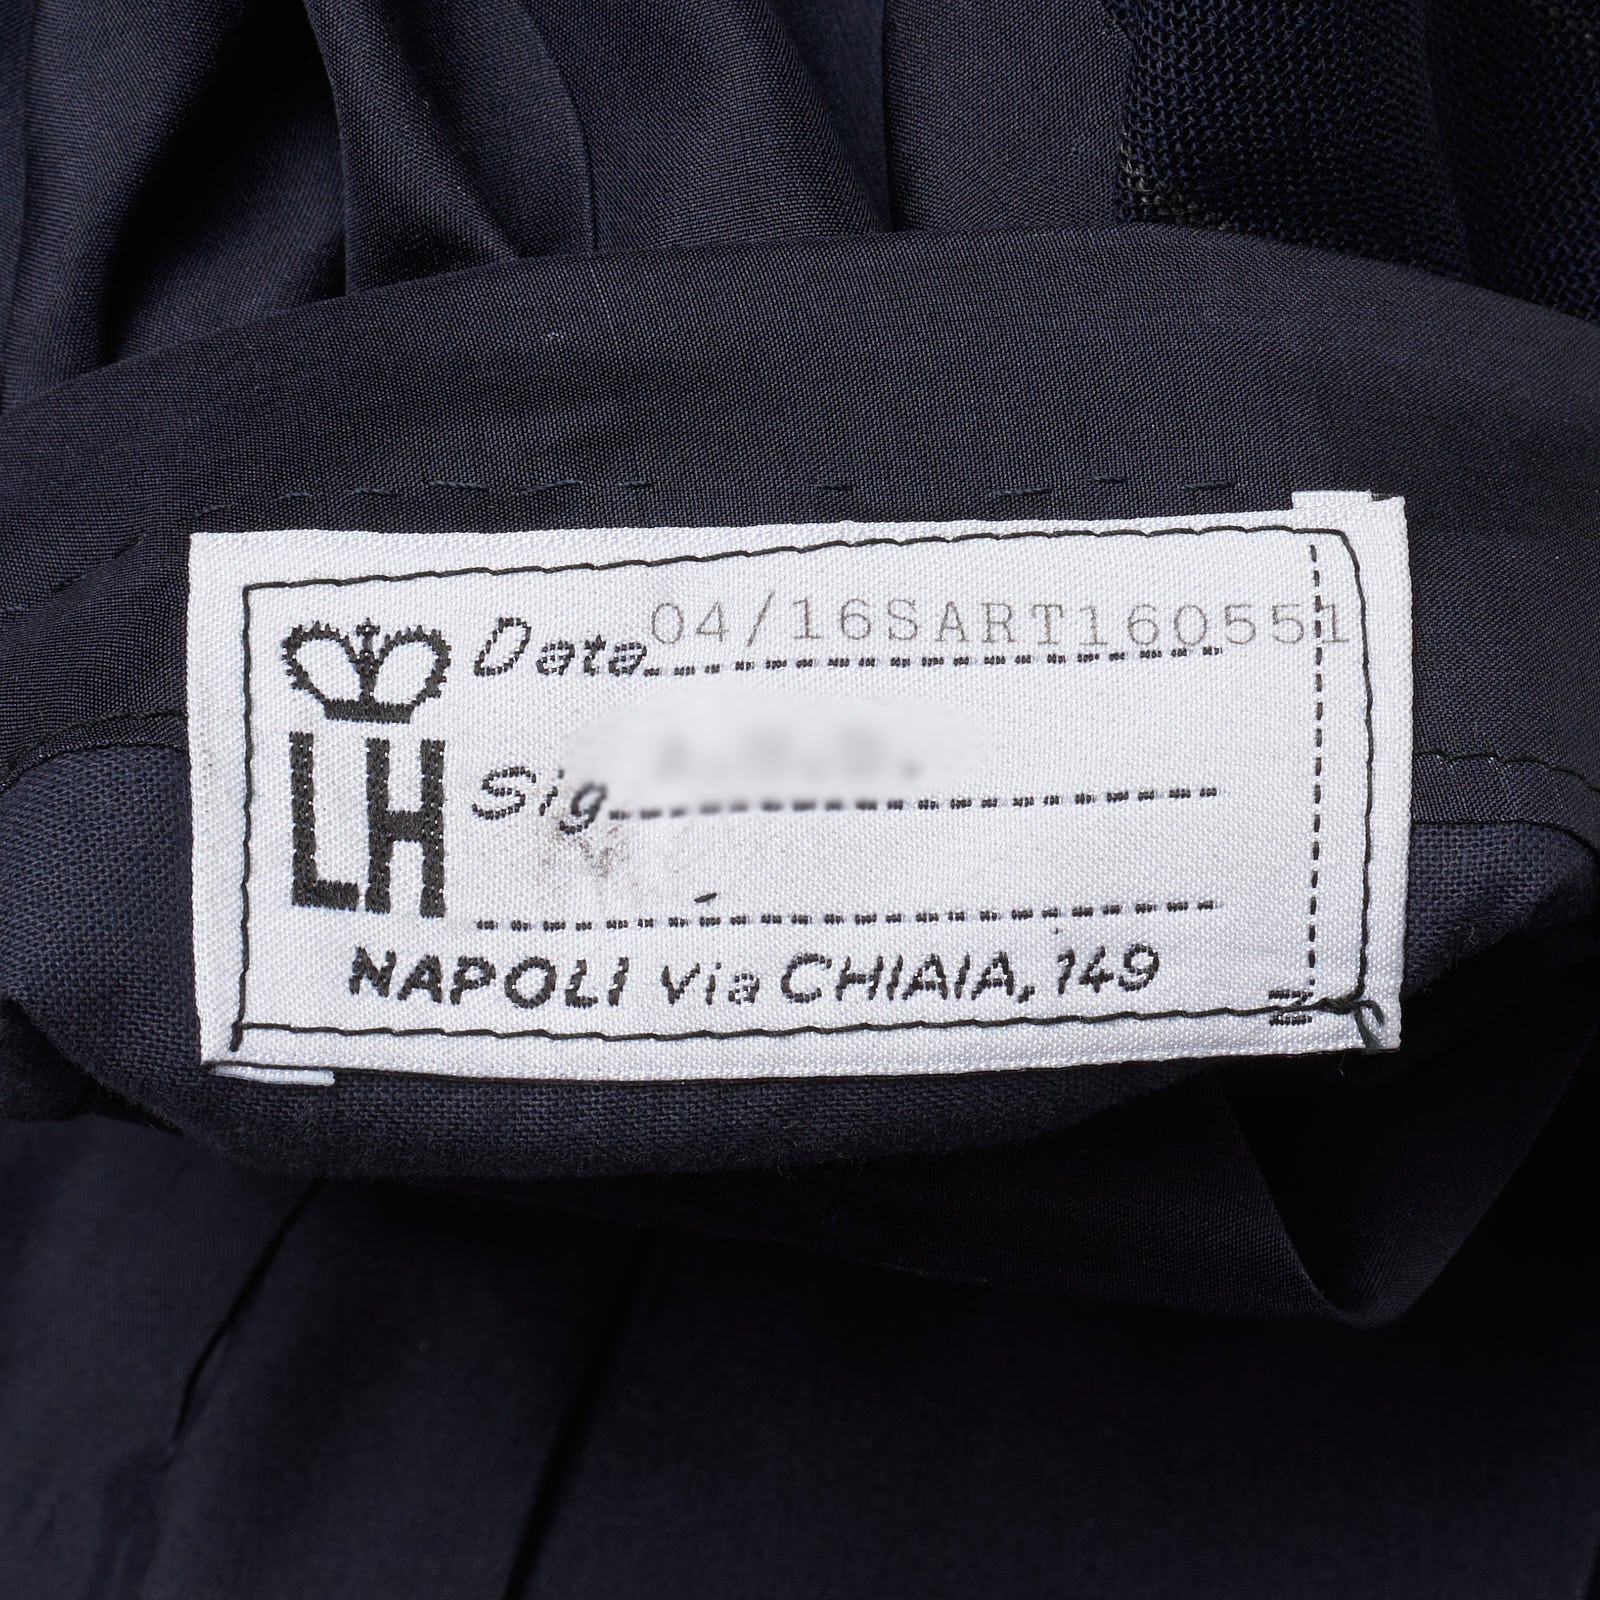 Data 04/16SART160551
LH
Sig.
NAPOLI Via CHIAIA, 149